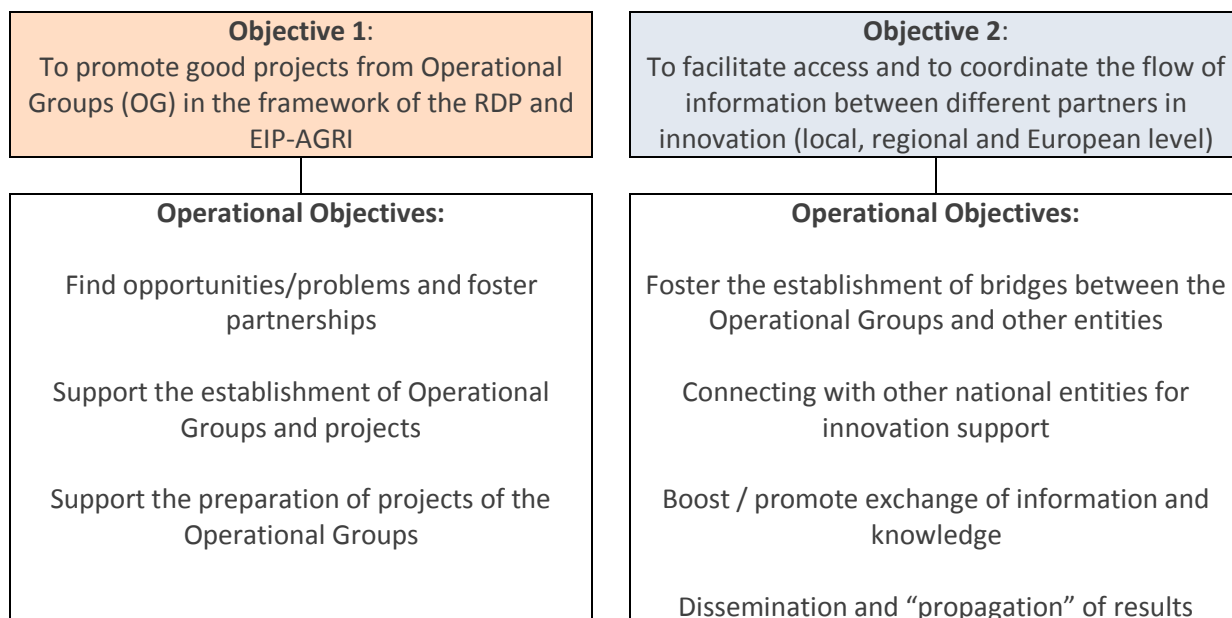 Objective 1:
To promote good projects from Operational
Groups (OG) in the framework of the RDP and
EIP-AGRI
Operational Objectives:
Find opportunities/problems and foster
partnerships
Support the establishment of Operational
Groups and projects
Support the preparation of projects of the
Operational Groups
Objective 2:
To facilitate access and to coordinate the flow of
information between different partners in
innovation (local, regional and European level)
Operational Objectives:
Foster the establishment of bridges between the
Operational Groups and other entities
Connecting with other national entities for
innovation support
Boost / promote exchange of information and
knowledge
Dissemination and “propagation” of results